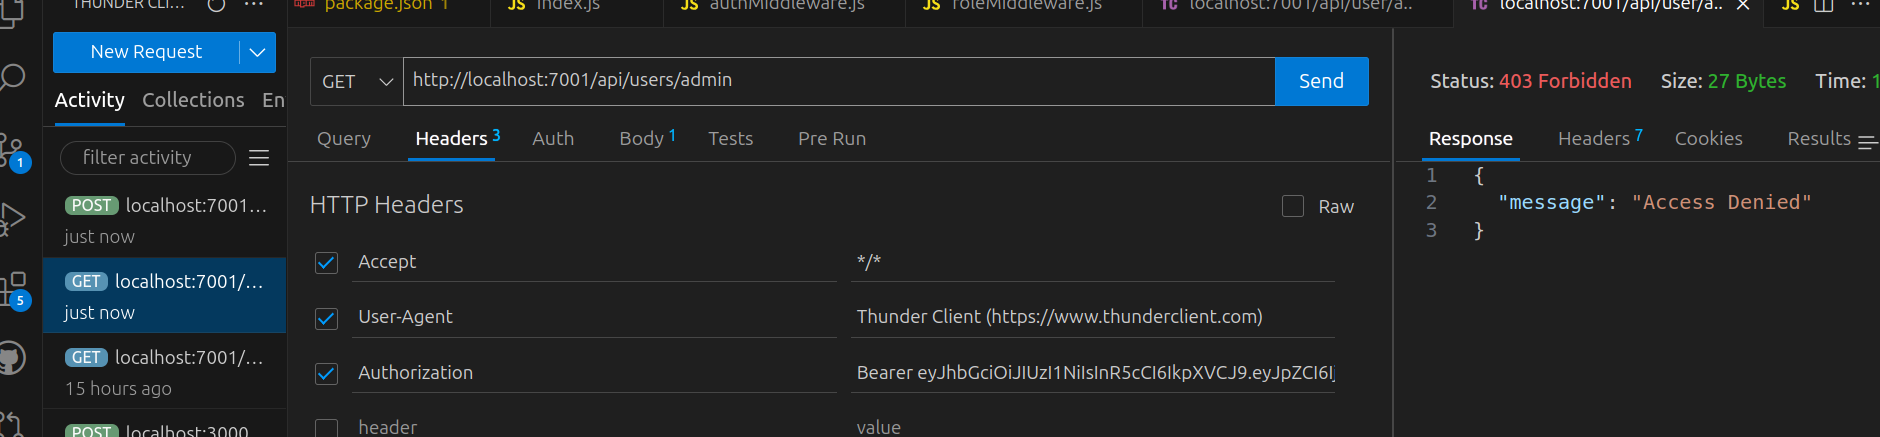 THUNDER CLI...
package.json 1
JS index.js
JS authMiddleware.js
JS roleMiddleware.js
TC localhost:7001/api/user/a..
TC localhost:7001/api/user/a..
JS
New Request
Activity Collections En
filter activity
POST localhost:7001...
just now
GET localhost:7001/...
just now
GET localhost:7001/...
15 hours ago
POST localhost:3000
1
5
GET
http://localhost:7001/api/users/admin
Send
Query Headers 3 Auth Body 1 Tests Pre Run
HTTP Headers
Raw
Accept */*
User-Agent Thunder Client (https://www.thunderclient.com)
Authorization Bearer eyJhbGciOiJIUzI1NiIsInR5cCI6IkpXVCJ9.eyJpZCI6Ij
header value
Status: 403 Forbidden Size: 27 Bytes Time: 1
Response Headers 7 Cookies Results
1 {
2 "message": "Access Denied"
3 }